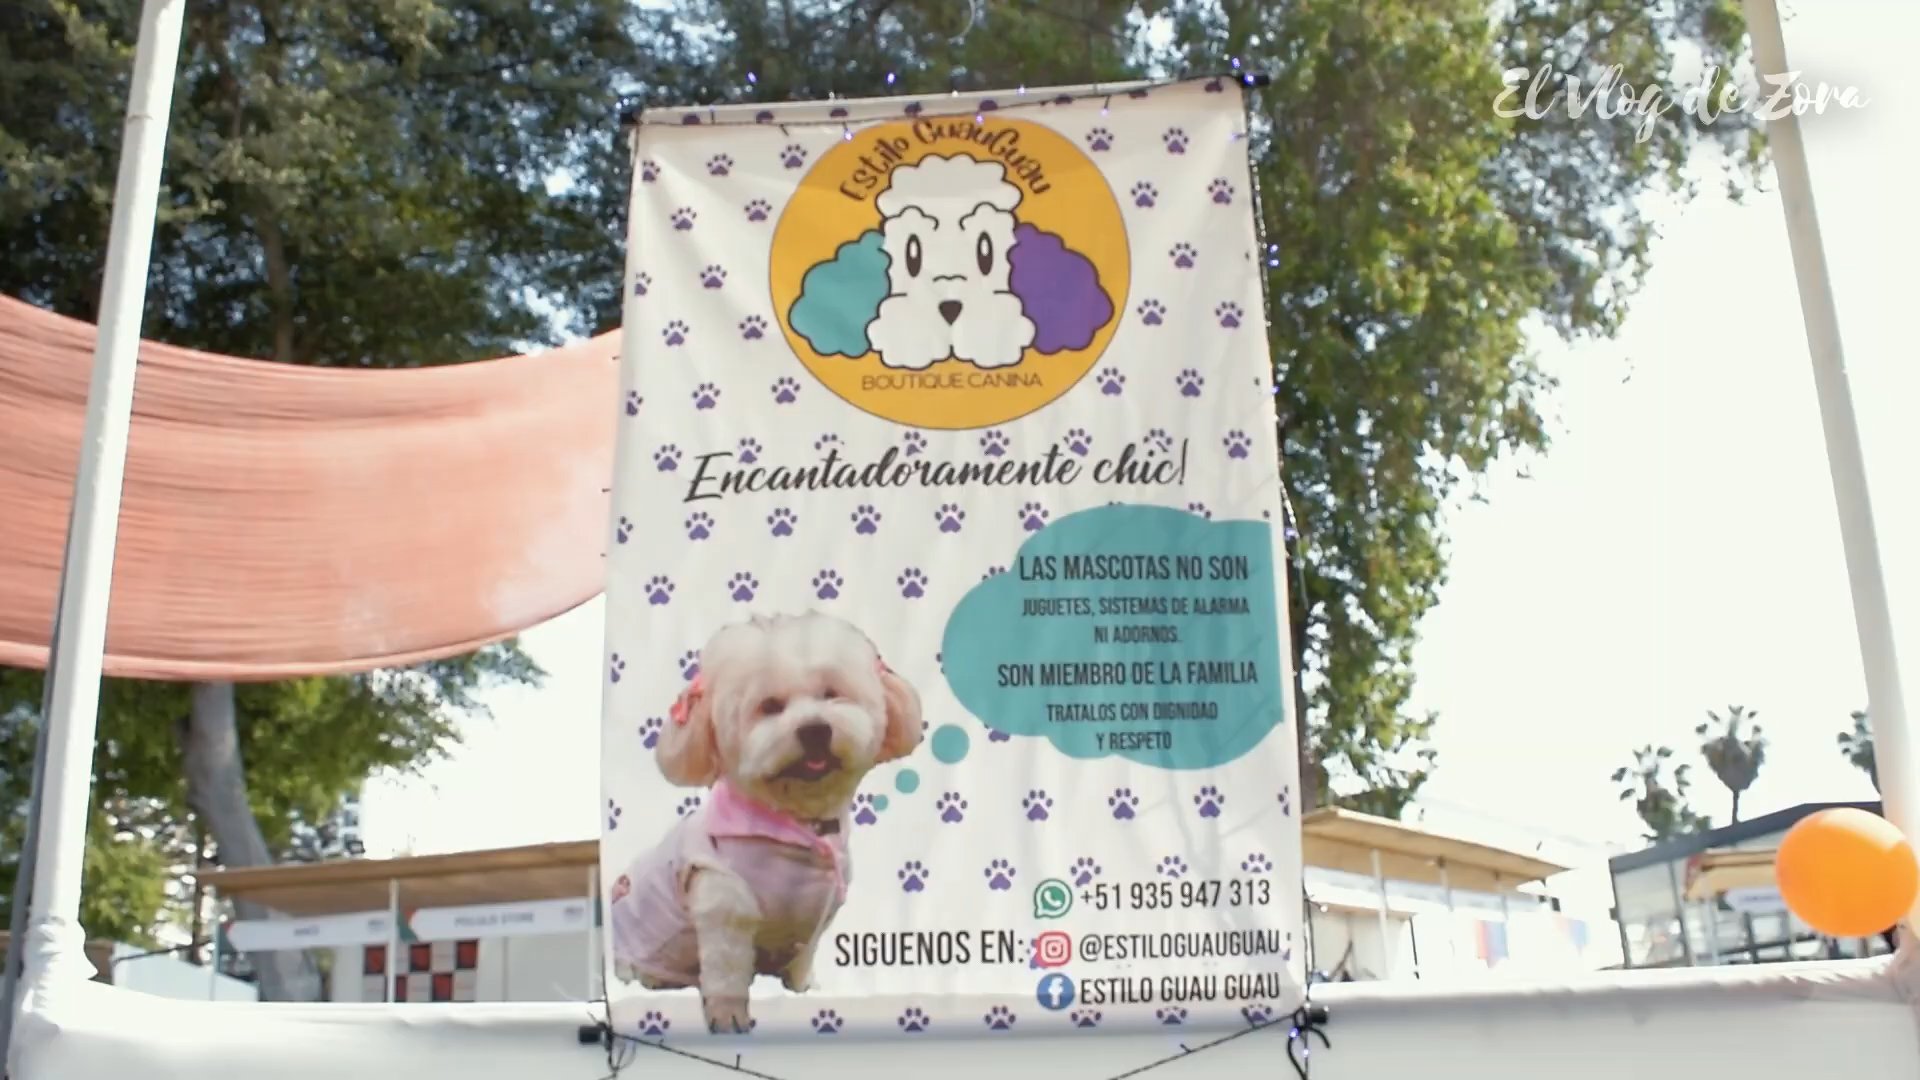 El Vlog de Zora
Estilo GuauGuau
BOUTIQUE CANINA
Encantadoramente chic!
LAS MASCOTAS NO SON
JUGUETES, SISTEMAS DE ALARMA
NI ADORNOS.
SON MIEMBRO DE LA FAMILIA
TRATALOS CON DIGNIDAD
Y RESPETO
+51 935 947 313
SIGUENOS EN: @ESTILOGUAUGUAU
ESTILO GUAU GUAU